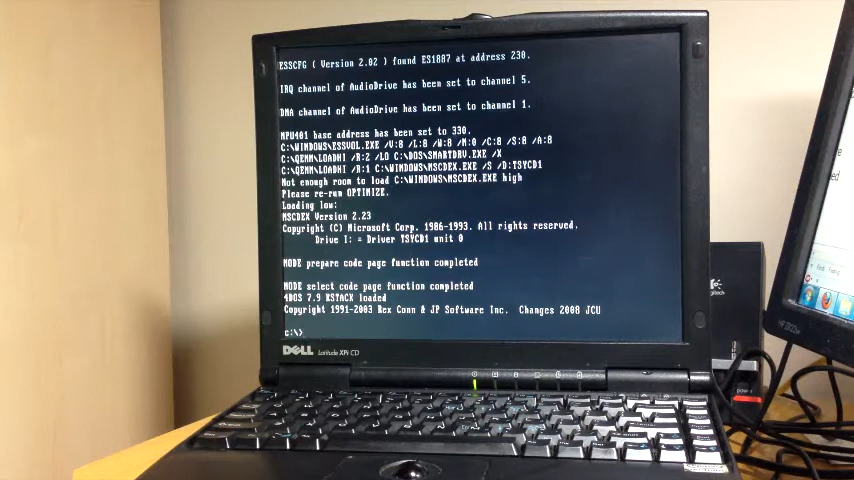 ESSCFG ( Version 2.02 ) found ES1887 at address 230.
IRQ channel of AudioDrive has been set to channel 5.
DMA channel of AudioDrive has been set to channel 1.
MPU401 base address has been set to 330.
C:\WINDOWS\ESSVOL.EXE /V:8 /L:8 /W:8 /M:0 /C:8 /S:8 /A:8
C:\QEMM\LOADHI /R:2 /LO C:\DOS\SMARTDRV.EXE /X
C:\QEMM\LOADHI /R:1 C:\WINDOWS\MSCDEX.EXE /S /D:TSYCD1
Not enough room to load C:\WINDOWS\MSCDEX.EXE high
Please re-run OPTIMIZE.
Loading low:
MSCDEX Version 2.23
Copyright (C) Microsoft Corp. 1986-1993. All rights reserved.
Drive I: = Driver TSYCD1 unit 0
MODE prepare code page function completed
MODE select code page function completed
4DOS 7.9 KSTACK loaded
Copyright 1991-2003 Rex Conn & JP Software Inc. Changes 2008 JCU
c:\>
DELL Latitude XPi CD